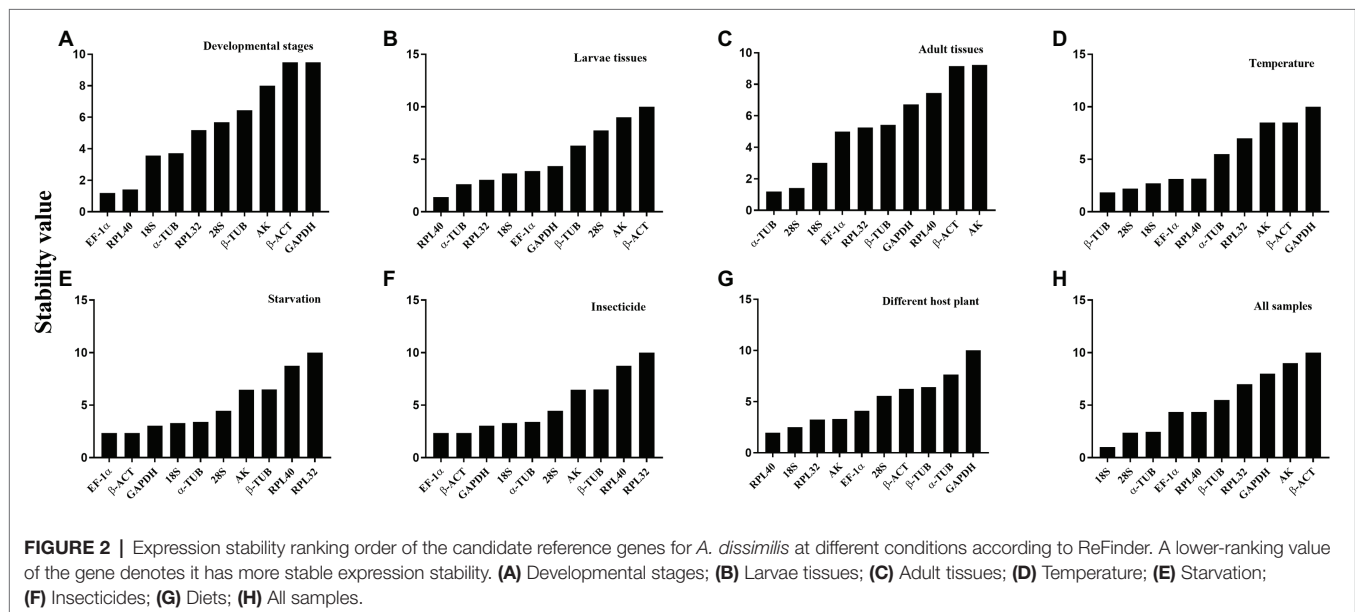 A
Developmental stages
10
8
6
4
2
0
EF-1α RPL40 18S α-TUB RPL32 28S β-TUB AK β-ACT GAPDH
B
Larvae tissues
15
10
5
0
RPL40 α-TUB RPL32 18S EF-1α GAPDH β-TUB 28S AK β-ACT
C
Adult tissues
10
8
6
4
2
0
α-TUB 28S 18S EF-1α RPL32 β-TUB GAPDH RPL40 β-ACT AK
D
Temperature
15
10
5
0
β-TUB 28S 18S EF-1α RPL40 α-TUB RPL32 AK β-ACT GAPDH
Stability value
E
Starvation
15
10
5
0
EF-1α β-ACT GAPDH 18S α-TUB 28S AK β-TUB RPL40 RPL32
F
Insecticide
15
10
5
0
EF-1α β-ACT GAPDH 18S α-TUB 28S AK β-TUB RPL40 RPL32
G
Different host plant
15
10
5
0
RPL40 18S RPL32 AK EF-1α 28S β-ACT β-TUB α-TUB GAPDH
H
All samples
15
10
5
0
18S 28S α-TUB EF-1α RPL40 β-TUB RPL32 GAPDH AK β-ACT
FIGURE 2 | Expression stability ranking order of the candidate reference genes for A. dissimilis at different conditions according to ReFinder. A lower-ranking value
of the gene denotes it has more stable expression stability. (A) Developmental stages; (B) Larvae tissues; (C) Adult tissues; (D) Temperature; (E) Starvation;
(F) Insecticides; (G) Diets; (H) All samples.